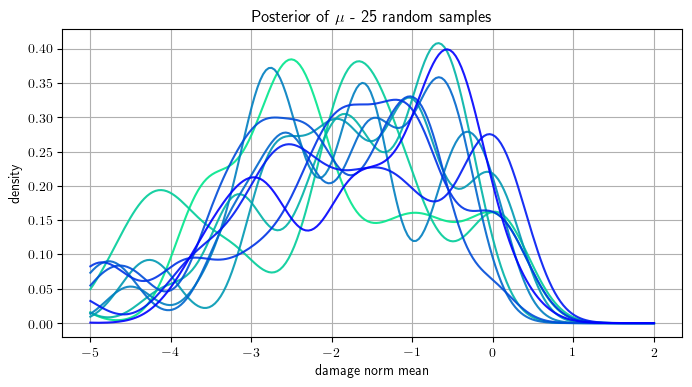 Posterior of μ - 25 random samples
0.40
0.35
0.30
0.25
0.20
0.15
0.10
0.05
0.00
density
−5 −4 −3 −2 −1 0 1 2
damage norm mean